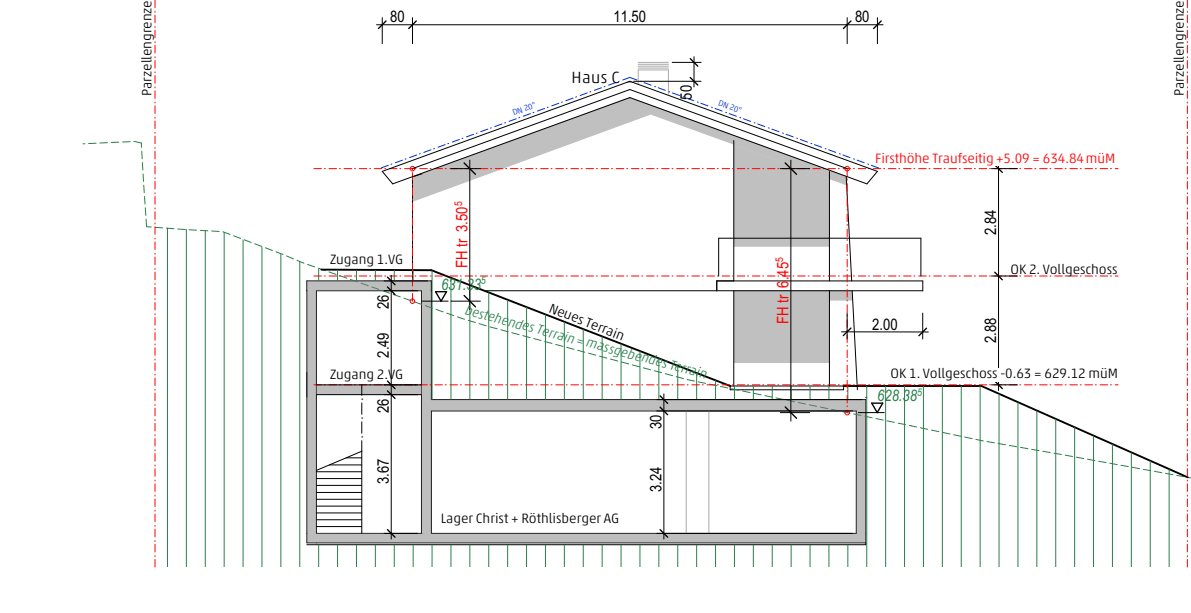 80
11.50
80
Parzellengrenze
Parzellengrenze
Haus C
50
DN 20°
DN 20°
Firsthöhe Traufseitig +5.09 = 634.84 müM
FH tr 3.50⁵
2.84
Zugang 1.VG
OK 2. Vollgeschoss
631.33⁵
26
FH tr 6.45⁵
Neues Terrain
bestehendes Terrain = massgebendes Terrain
2.00
2.88
2.49
Zugang 2.VG
OK 1. Vollgeschoss -0.63 = 629.12 müM
628.38⁵
26
30
3.67
3.24
Lager Christ + Röthlisberger AG